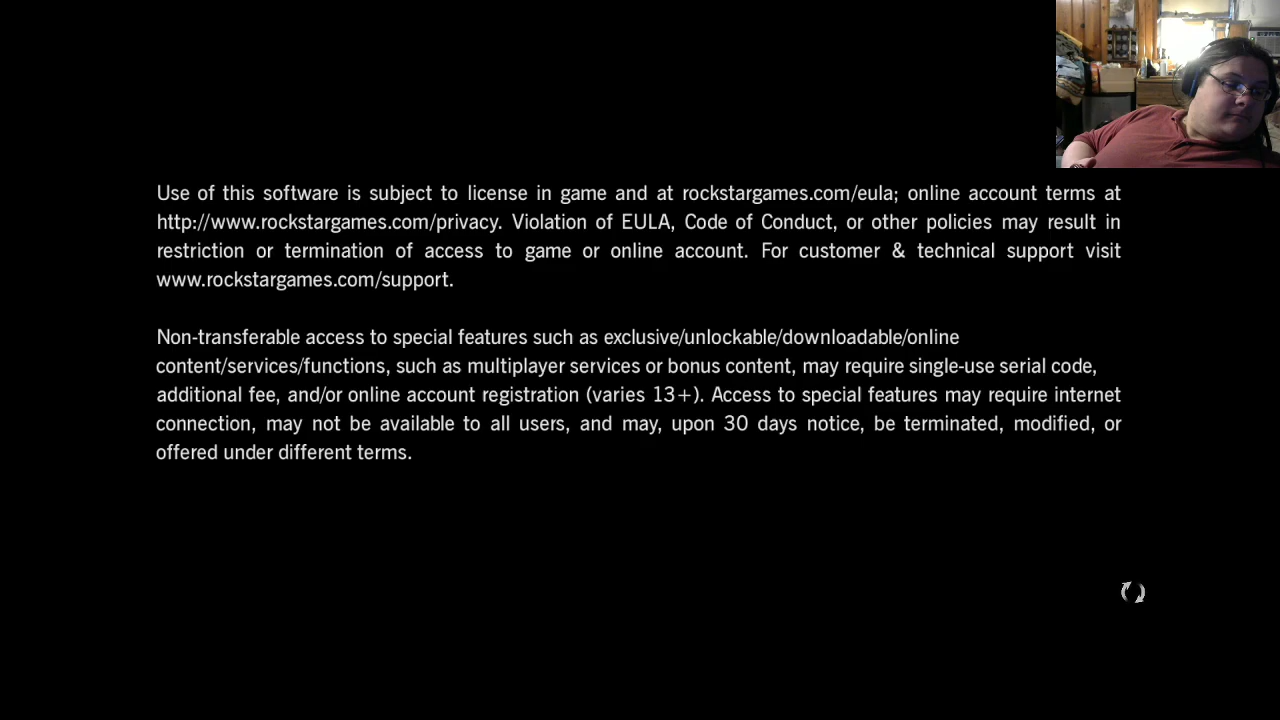 Use of this software is subject to license in game and at rockstargames.com/eula; online account terms at
http://www.rockstargames.com/privacy. Violation of EULA, Code of Conduct, or other policies may result in
restriction or termination of access to game or online account. For customer & technical support visit
www.rockstargames.com/support.
Non-transferable access to special features such as exclusive/unlockable/downloadable/online
content/services/functions, such as multiplayer services or bonus content, may require single-use serial code,
additional fee, and/or online account registration (varies 13+). Access to special features may require internet
connection, may not be available to all users, and may, upon 30 days notice, be terminated, modified, or
offered under different terms.